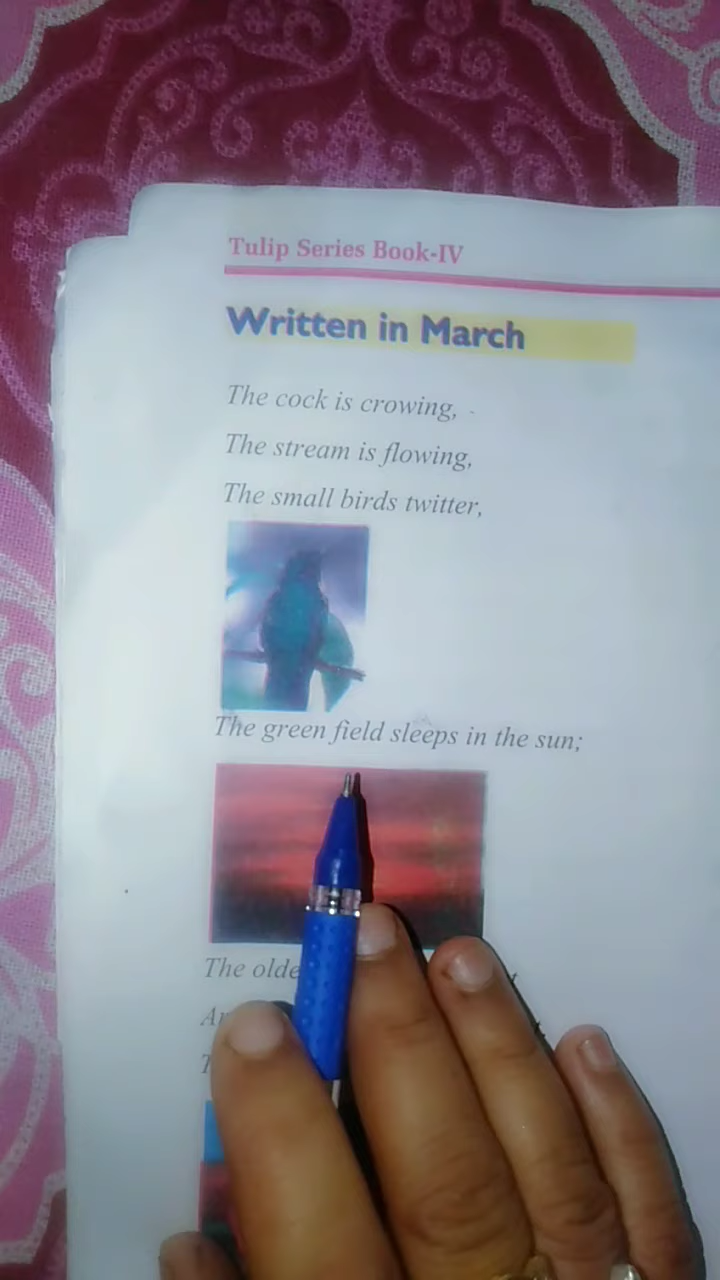 Tulip Series Book-IV
Written in March
The cock is crowing,
The stream is flowing,
The small birds twitter,
The green field sleeps in the sun;
The